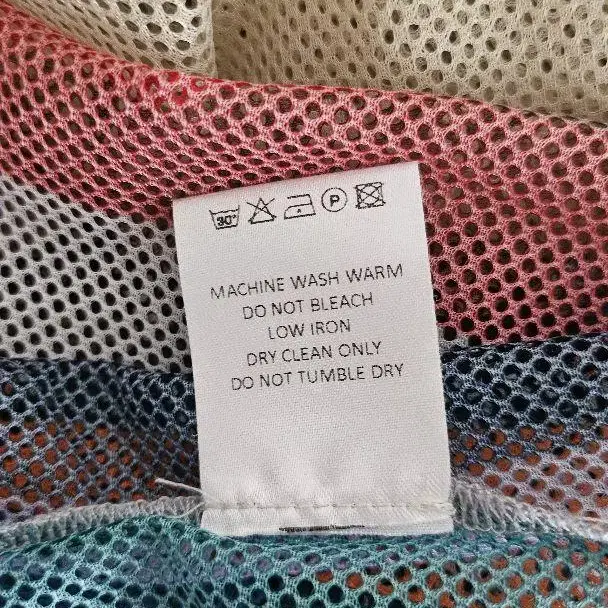 30°
P
MACHINE WASH WARM
DO NOT BLEACH
LOW IRON
DRY CLEAN ONLY
DO NOT TUMBLE DRY